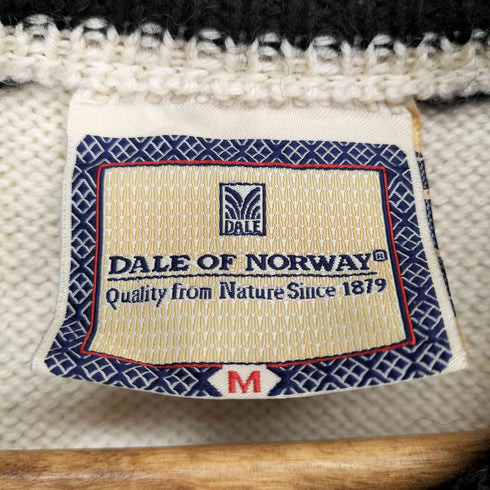 DALE
DALE OF NORWAY®
Quality from Nature Since 1879
M